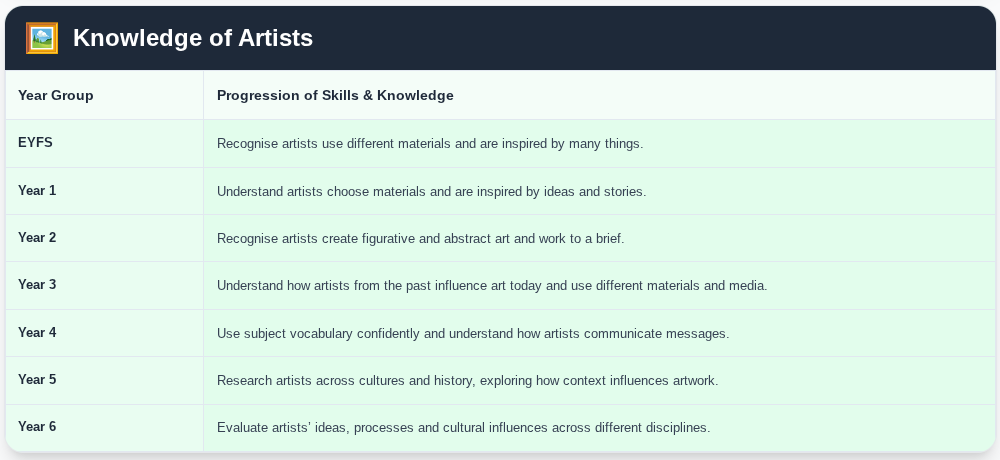 Knowledge of Artists
Year Group Progression of Skills & Knowledge
EYFS Recognise artists use different materials and are inspired by many things.
Year 1 Understand artists choose materials and are inspired by ideas and stories.
Year 2 Recognise artists create figurative and abstract art and work to a brief.
Year 3 Understand how artists from the past influence art today and use different materials and media.
Year 4 Use subject vocabulary confidently and understand how artists communicate messages.
Year 5 Research artists across cultures and history, exploring how context influences artwork.
Year 6 Evaluate artists’ ideas, processes and cultural influences across different disciplines.